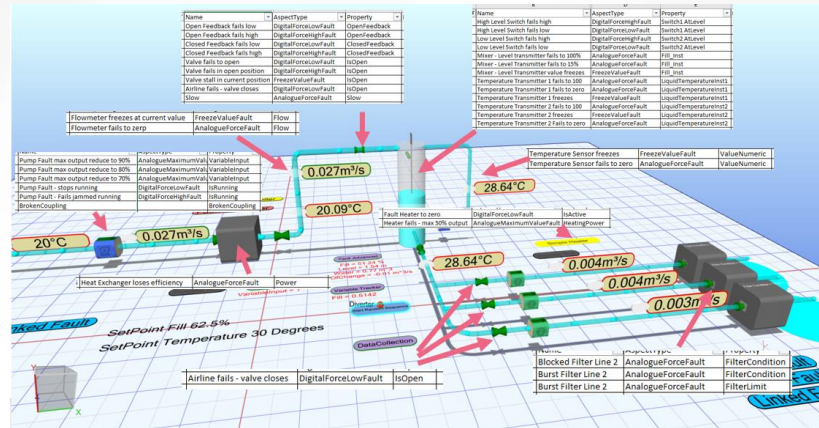 Name AspectType Property
Open Feedback fails low DigitalForceLowFault OpenFeedback
Open Feedback fails high DigitalForceHighFault OpenFeedback
Closed Feedback fails low DigitalForceLowFault ClosedFeedback
Closed Feedback fails high DigitalForceHighFault ClosedFeedback
Valve fails to open DigitalForceLowFault IsOpen
Valve fails in open position DigitalForceHighFault IsOpen
Valve stall in current position FreezeValueFault IsOpen
Airline fails - valve closes DigitalForceLowFault IsOpen
Slow AnalogueForceFault Slow
Name AspectType Property
High Level Switch fails high DigitalForceHighFault Switch1 AtLevel
High Level Switch fails low DigitalForceLowFault Switch1 AtLevel
Low Level Switch fails high DigitalForceHighFault Switch2 AtLevel
Low Level Switch fails low DigitalForceLowFault Switch2 AtLevel
Mixer - Level Transmitter fails to 100% AnalogueForceFault Fill_Inst
Mixer - Level transmitter fails to 15% AnalogueForceFault Fill_Inst
Mixer - Level Transmitter value freezes FreezeValueFault Fill_Inst
Temperature Transmitter 1 fails to 100 AnalogueForceFault LiquidTemperatureInst1
Temperature Transmitter 1 fails to zero AnalogueForceFault LiquidTemperatureInst1
Temperature Transmitter 1 freezes FreezeValueFault LiquidTemperatureInst1
Temperature Transmitter 2 fails to 100 AnalogueForceFault LiquidTemperatureInst2
Temperature Transmitter 2 freezes FreezeValueFault LiquidTemperatureInst2
Temperature Transmitter 2 Fails to zero AnalogueForceFault LiquidTemperatureInst2
Flowmeter freezes at current value FreezeValueFault Flow
Flowmeter fails to zerp AnalogueForceFault Flow
Pump Fault max output reduce to 90% AnalogueMaximumValu VariableInput
Pump Fault max output reduce to 80% AnalogueMaximumValu VariableInput
Pump Fault max output reduce to 70% AnalogueMaximumValu VariableInput
Pump Fault - stops running DigitalForceLowFault IsRunning
Pump Fault - Fails jammed running DigitalForceHighFault IsRunning
BrokenCoupling
Temperature Sensor freezes FreezeValueFault ValueNumeric
Temperature Sensor fails to zero AnalogueForceFault ValueNumeric
0.027m³/s
28.64°C
20.09°C
Fault Heater to zero DigitalForceLowFault IsActive
Heater fails - max 50% output AnalogueMaximumValueFault HeatingPower
20°C
0.027m³/s
28.64°C
0.004m³/s
0.004m³/s
0.003m³/s
Heat Exchanger loses efficiency AnalogueForceFault Power
Variable Tracker
Fill = 0.5142
Diverter
DataCollection
Linked Fault
SetPoint Fill 62.5%
SetPoint Temperature 30 Degrees
Airline fails - valve closes DigitalForceLowFault IsOpen
Blocked Filter Line 2 AnalogueForceFault FilterCondition
Burst Filter Line 2 AnalogueForceFault FilterCondition
Burst Filter Line 2 AnalogueForceFault FilterLimit
Linked Fault